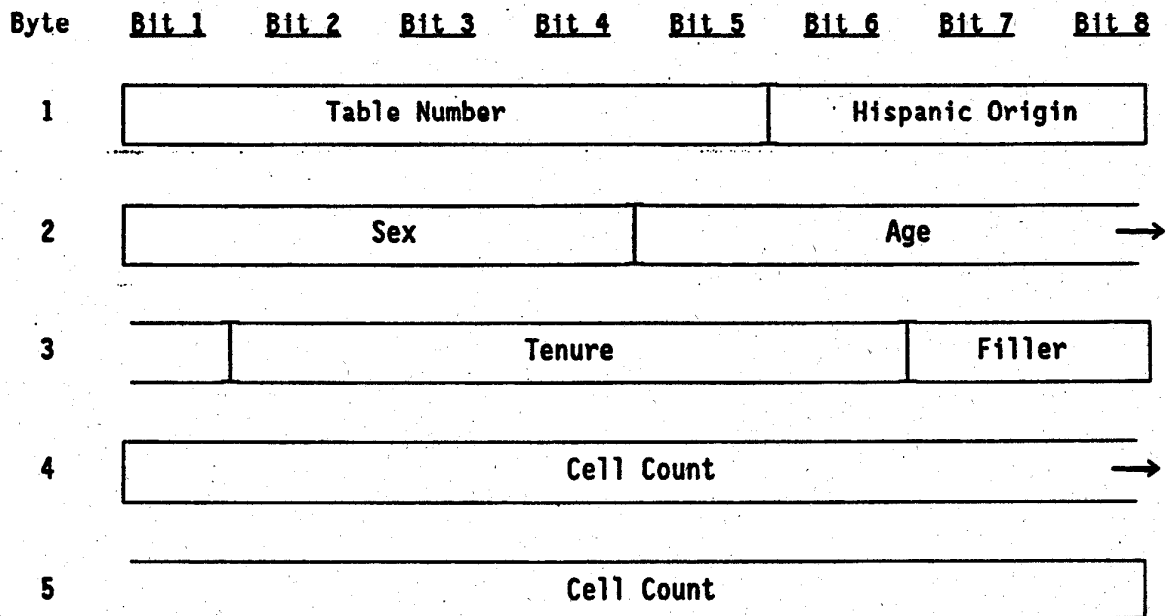 Byte Bit 1 Bit 2 Bit 3 Bit 4 Bit 5 Bit 6 Bit 7 Bit 8
1 Table Number Hispanic Origin
2 Sex Age
3 Tenure Filler
4 Cell Count
5 Cell Count